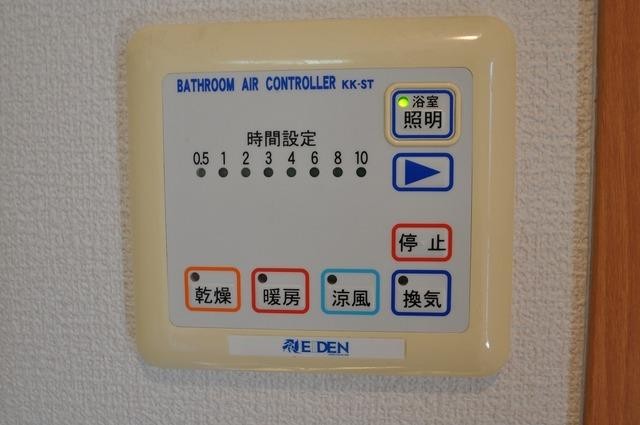 BATHROOM AIR CONTROLLER KK-ST
浴室
照明
時間設定
0.5 1 2 3 4 6 8 10
停止
乾燥 暖房 涼風 換気